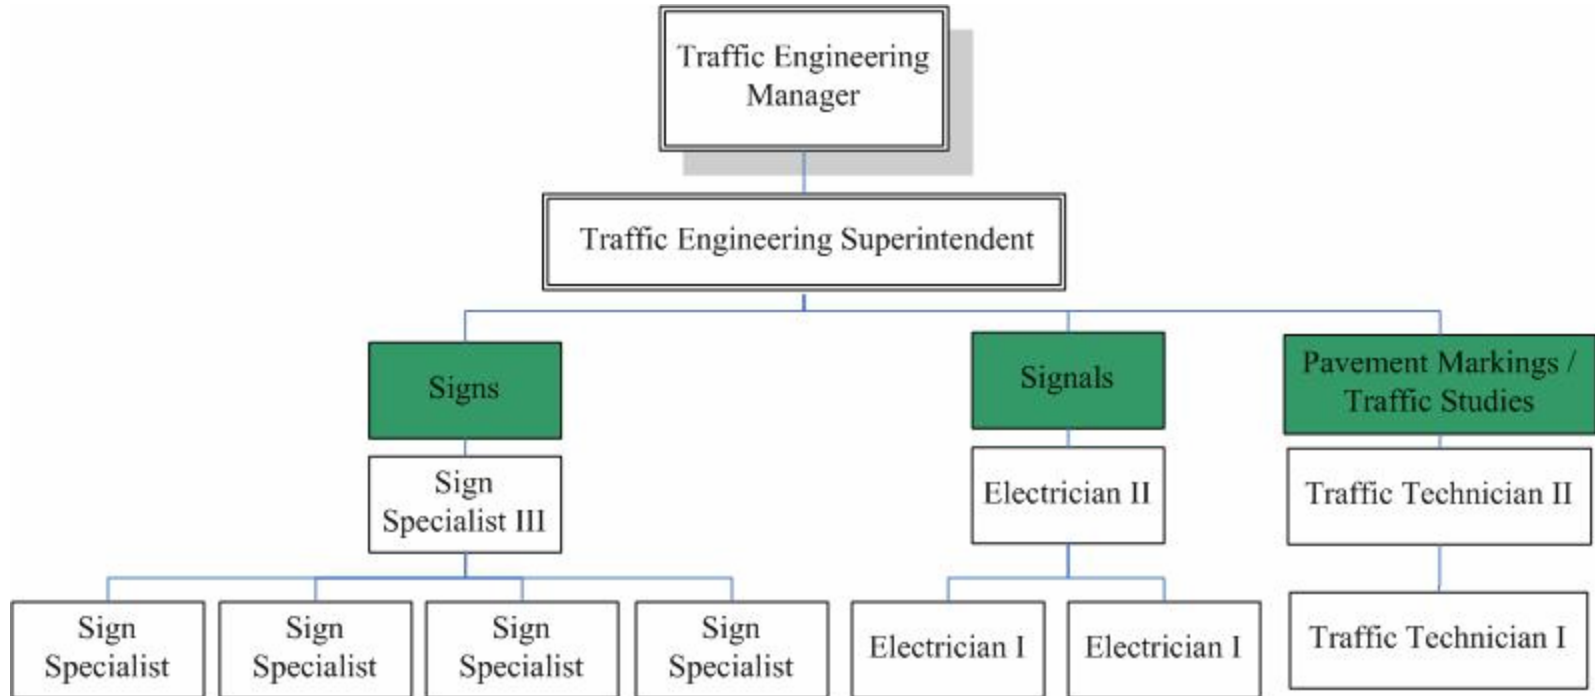 Traffic Engineering
Manager
Traffic Engineering Superintendent
Signs
Signals
Pavement Markings /
Traffic Studies
Sign
Specialist III
Electrician II
Traffic Technician II
Sign
Specialist
Sign
Specialist
Sign
Specialist
Sign
Specialist
Electrician I
Electrician I
Traffic Technician I